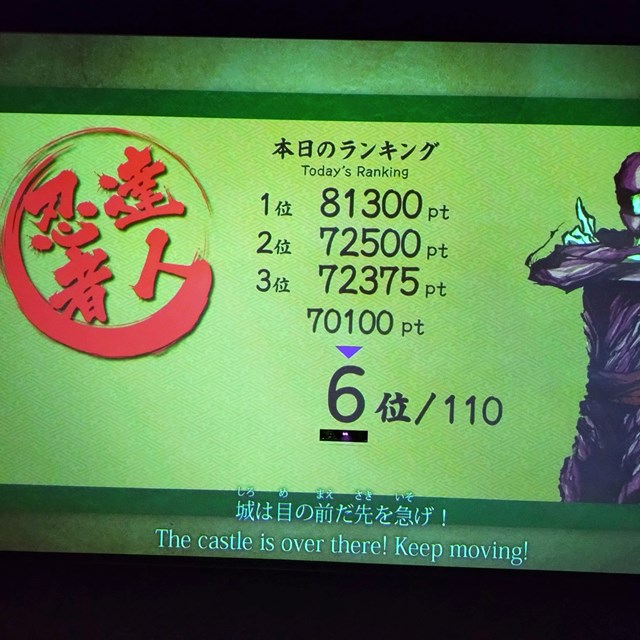 達人
忍者
本日のランキング
Today's Ranking
1位 81300 pt
2位 72500 pt
3位 72375 pt
70100 pt
6位/110
しろ め まえ さき いそ
城は目の前だ先を急げ!
The castle is over there! Keep moving!